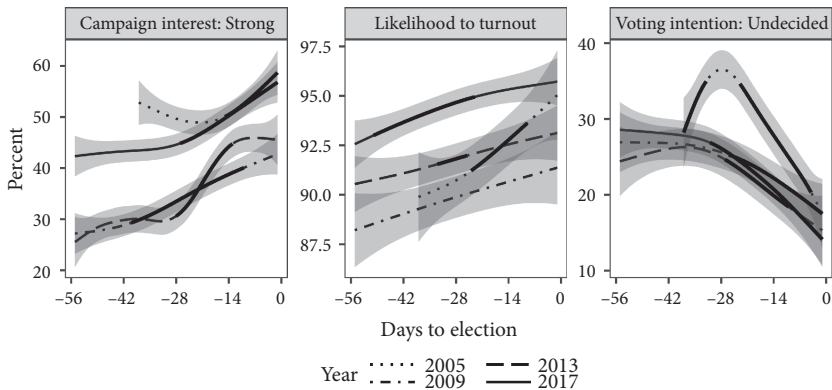 Campaign interest: Strong
Likelihood to turnout
Voting intention: Undecided
Percent
60
50
40
30
20
97.5
95.0
92.5
90.0
87.5
40
30
20
10
−56 −42 −28 −14 0
−56 −42 −28 −14 0
−56 −42 −28 −14 0
Days to election
Year 2005 2013
2009 2017